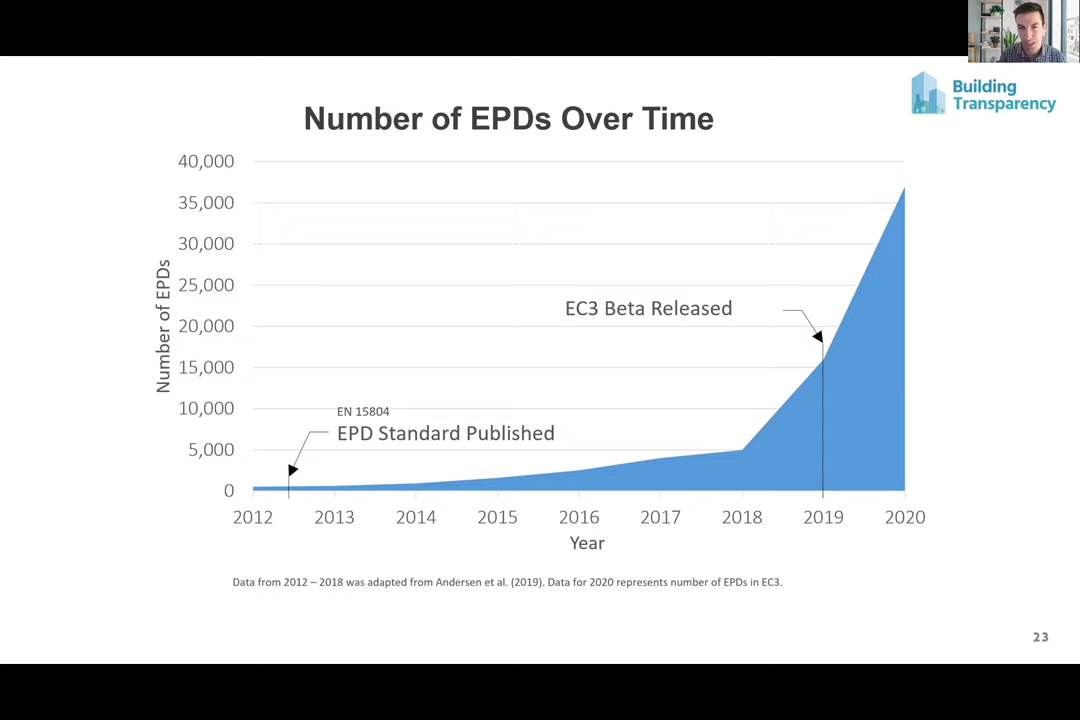 Building
Transparency
Number of EPDs Over Time
40,000
35,000
30,000
25,000
20,000
15,000
10,000
5,000
0
Number of EPDs
EC3 Beta Released
EN 15804
EPD Standard Published
2012 2013 2014 2015 2016 2017 2018 2019 2020
Year
Data from 2012 – 2018 was adapted from Andersen et al. (2019). Data for 2020 represents number of EPDs in EC3.
23